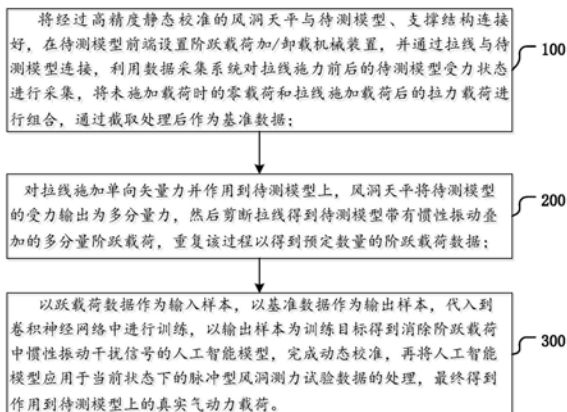 将经过高精度静态校准的风洞天平与待测模型、支撑结构连接
好，在待测模型前端设置阶跃载荷加/卸载机械装置，并通过拉线与待
测模型连接，利用数据采集系统对拉线施力前后的待测模型受力状态
进行采集，将未施加载荷时的零载荷和拉线施加载荷后的拉力载荷进
行组合，通过截取处理后作为基准数据；
100
对拉线施加单向矢量力并作用到待测模型上，风洞天平将待测模型
的受力输出为多分量力，然后剪断拉线得到待测模型带有惯性振动叠
加的多分量阶跃载荷，重复该过程以得到预定数量的阶跃载荷数据；
200
以跃载荷数据作为输入样本，以基准数据作为输出样本，代入到
卷积神经网络中进行训练，以输出样本为训练目标得到消除阶跃载荷
中惯性振动干扰信号的人工智能模型，完成动态校准，再将人工智能
模型应用于当前状态下的脉冲型风洞测力试验数据的处理，最终得到
作用到待测模型上的真实气动力载荷。
300